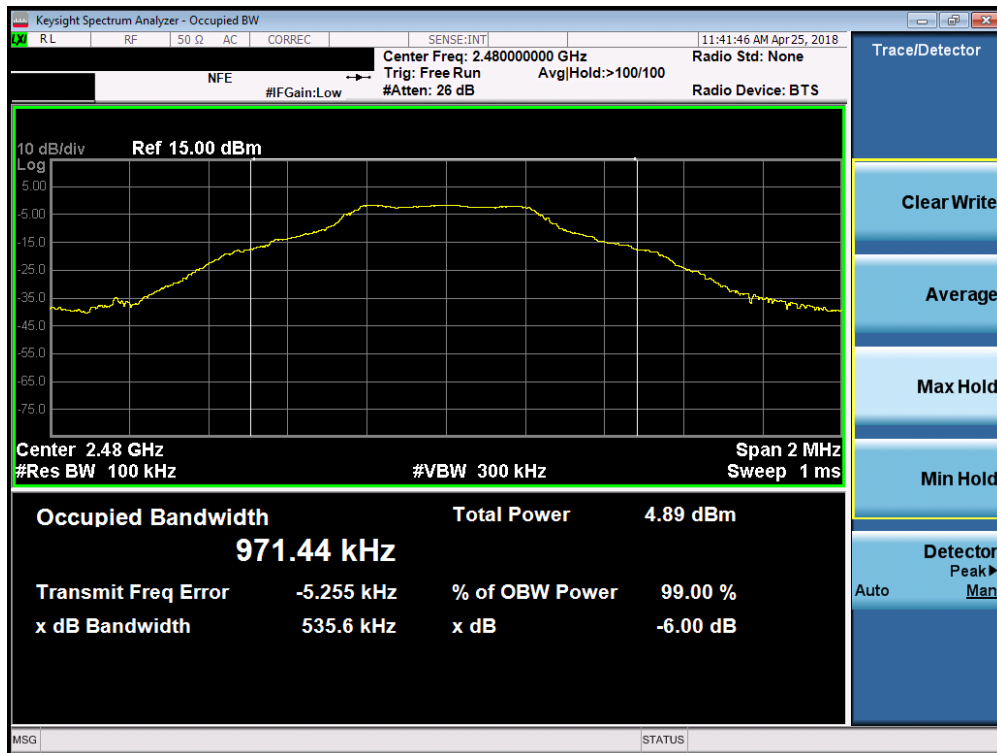 Keysight Spectrum Analyzer - Occupied BW
LXI RL RF 50 Ω AC CORREC SENSE:INT 11:41:46 AM Apr 25, 2018
Center Freq: 2.480000000 GHz Radio Std: None
NFE Trig: Free Run Avg|Hold:>100/100
#IFGain:Low #Atten: 26 dB Radio Device: BTS
10 dB/div Ref 15.00 dBm
Log
5.00
-5.00
-15.0
-25.0
-35.0
-45.0
-55.0
-65.0
-75.0
Center 2.48 GHz Span 2 MHz
#Res BW 100 kHz #VBW 300 kHz Sweep 1 ms
Occupied Bandwidth Total Power 4.89 dBm
971.44 kHz
Transmit Freq Error -5.255 kHz % of OBW Power 99.00 %
x dB Bandwidth 535.6 kHz x dB -6.00 dB
MSG STATUS
Trace/Detector
Clear Write
Average
Max Hold
Min Hold
Detector
Peak▶
Auto Man